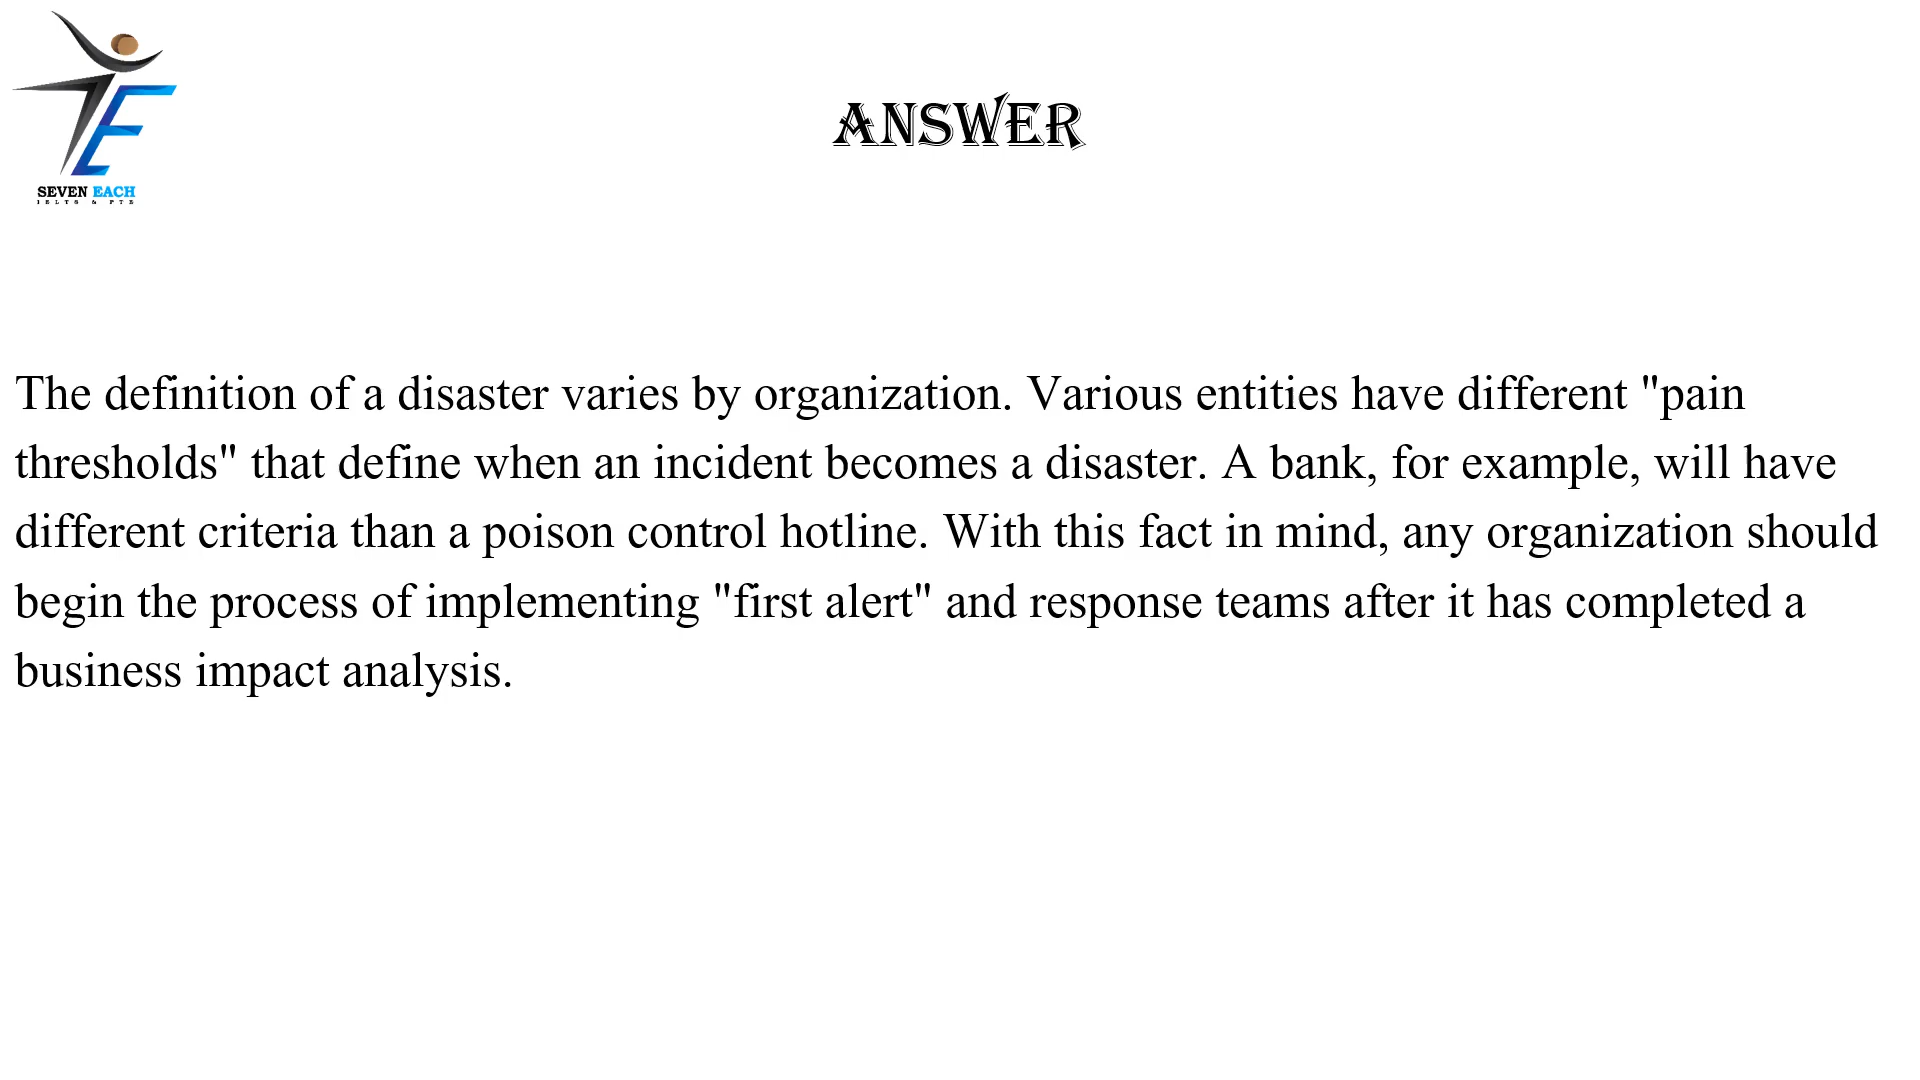 SEVEN EACH
IELTS & PTE
ANSWER
The definition of a disaster varies by organization. Various entities have different "pain
thresholds" that define when an incident becomes a disaster. A bank, for example, will have
different criteria than a poison control hotline. With this fact in mind, any organization should
begin the process of implementing "first alert" and response teams after it has completed a
business impact analysis.